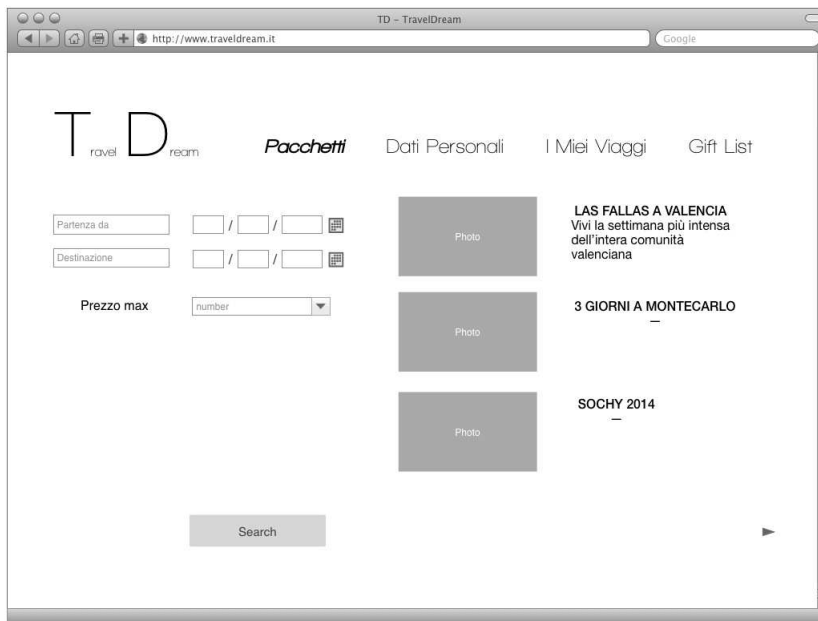 TD - TravelDream
http://www.traveldream.it
Google
Travel Dream
Pacchetti
Dati Personali
I Miei Viaggi
Gift List
Partenza da
/ /
Destinazione
/ /
Prezzo max
number
Search
Photo
LAS FALLAS A VALENCIA
Vivi la settimana più intensa
dell'intera comunità
valenciana
Photo
3 GIORNI A MONTECARLO
—
Photo
SOCHY 2014
—